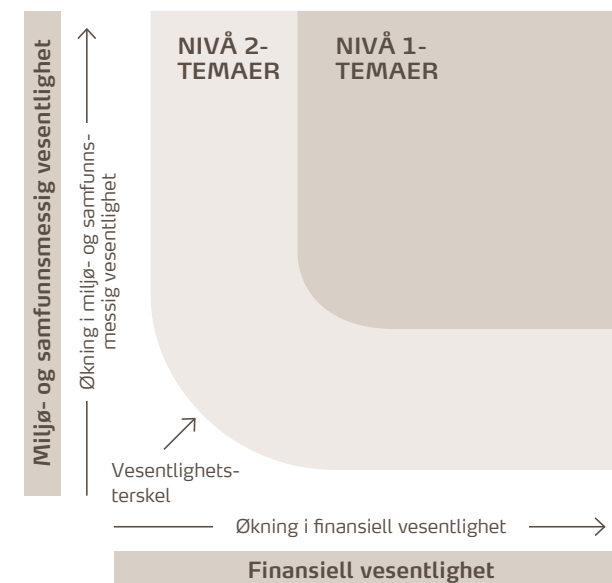 NIVÅ 2-
TEMAER
NIVÅ 1-
TEMAER
Miljø- og samfunnsmessig vesentlighet
Økning i miljø- og samfunns-
messig vesentlighet
Vesentlighets-
terskel
Økning i finansiell vesentlighet
Finansiell vesentlighet